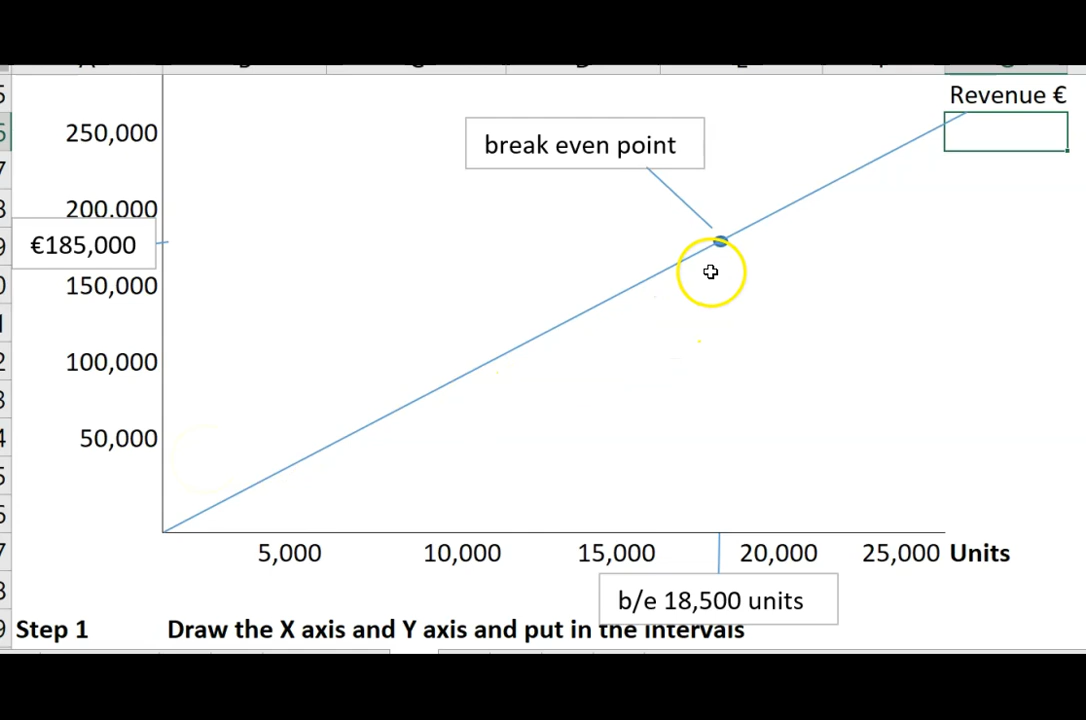 Revenue €
250,000
break even point
200.000
€185,000
150,000
100,000
50,000
5,000 10,000 15,000 20,000 25,000 Units
b/e 18,500 units
Step 1 Draw the X axis and Y axis and put in the intervals